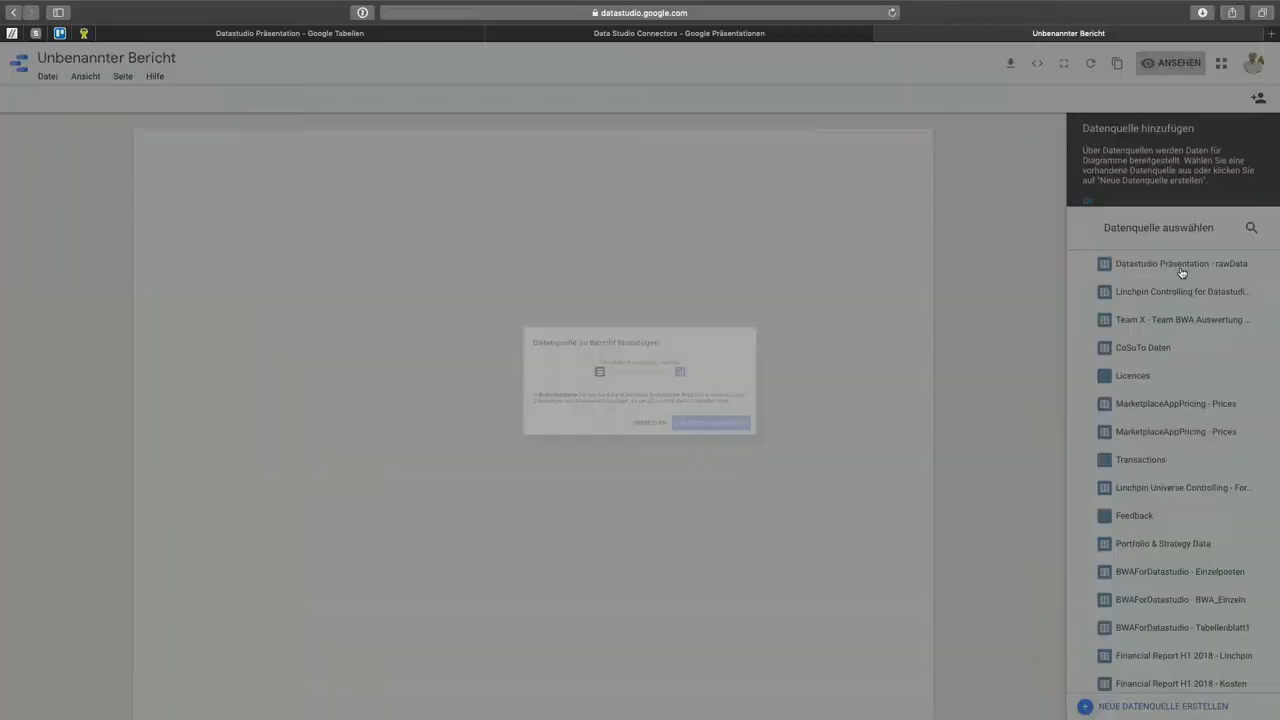 datastudio.google.com
Datastudio Präsentation - Google Tabellen
Data Studio Connectors - Google Präsentationen
Unbenannter Bericht
Unbenannter Bericht
Datei Ansicht Seite Hilfe
ANSEHEN
Datenquelle hinzufügen
Über Datenquellen werden Daten für
Diagramme bereitgestellt. Wählen Sie eine
vorhandene Datenquelle aus oder klicken Sie
auf "Neue Datenquelle erstellen".
Datenquelle auswählen
Datastudio Präsentation - rawData
Linchpin Controlling for Datastudi...
Team X - Team BWA Auswertung ...
CoSuTo Daten
Licences
MarketplaceAppPricing - Prices
MarketplaceAppPricing - Prices
Transactions
Linchpin Universe Controlling - For...
Feedback
Portfolio & Strategy Data
BWAForDatastudio - Einzelposten
BWAForDatastudio - BWA_Einzeln
BWAForDatastudio - Tabellenblatt1
Financial Report H1 2018 - Linchpin
Financial Report H1 2018 - Kosten
NEUE DATENQUELLE ERSTELLEN
Datenquelle zu Bericht hinzufügen
ABBRECHEN